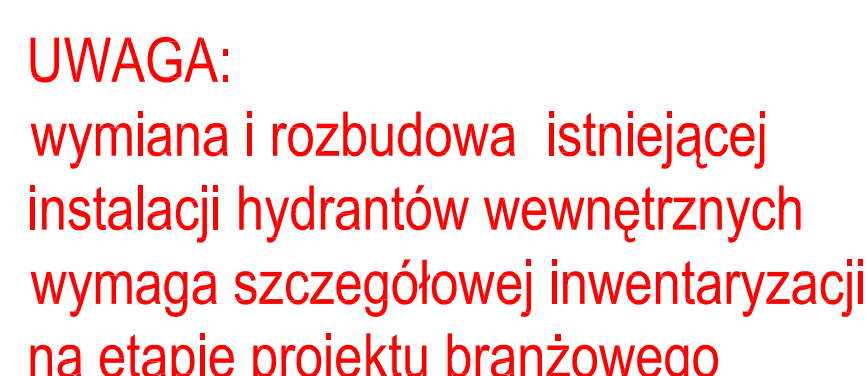 UWAGA:
wymiana i rozbudowa istniejącej
instalacji hydrantów wewnętrznych
wymaga szczegółowej inwentaryzacji
na etapie projektu branżowego